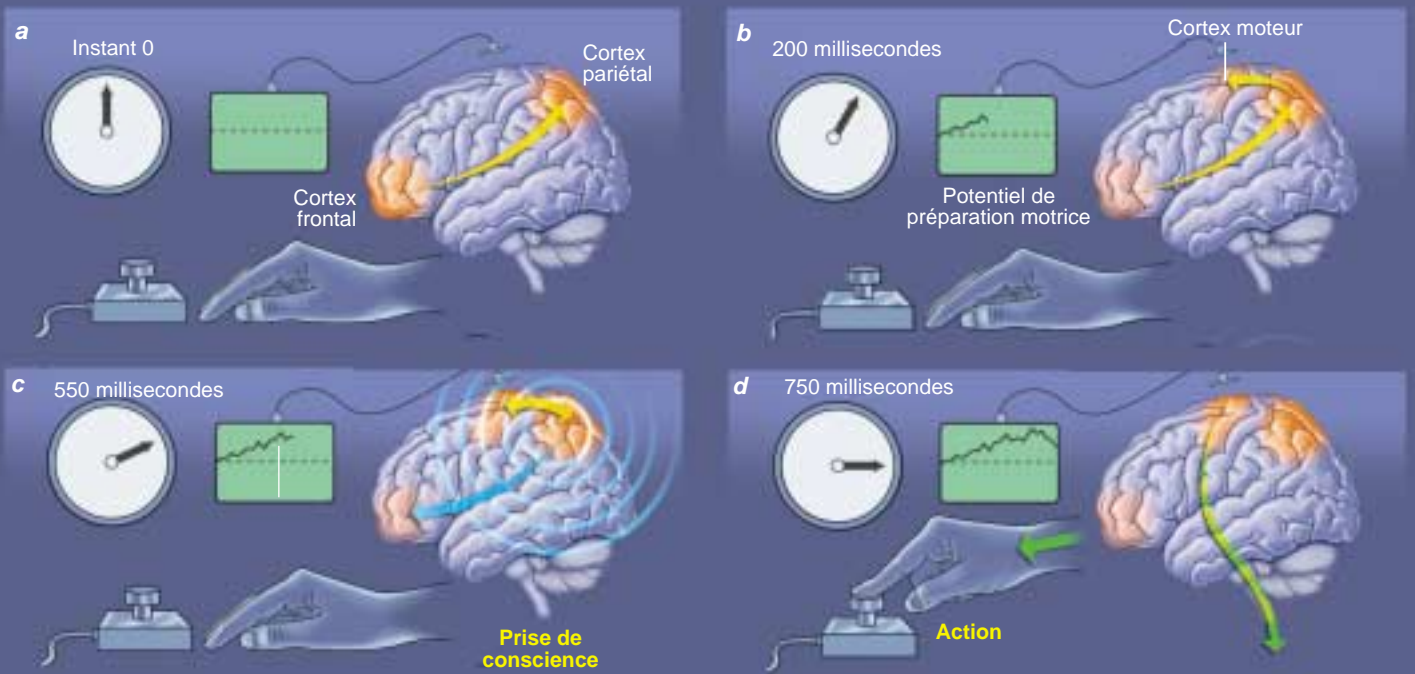 a
Instant 0
Cortex
pariétal
Cortex
frontal
b
200 millisecondes
Cortex moteur
Potentiel de
préparation motrice
c
550 millisecondes
Prise de
conscience
d
750 millisecondes
Action